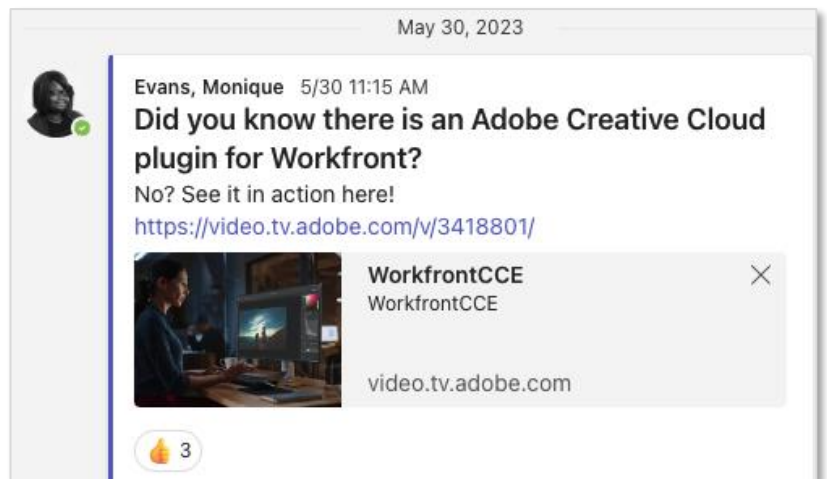 May 30, 2023
Evans, Monique 5/30 11:15 AM
Did you know there is an Adobe Creative Cloud
plugin for Workfront?
No? See it in action here!
https://video.tv.adobe.com/v/3418801/
WorkfrontCCE
WorkfrontCCE
video.tv.adobe.com
👍 3